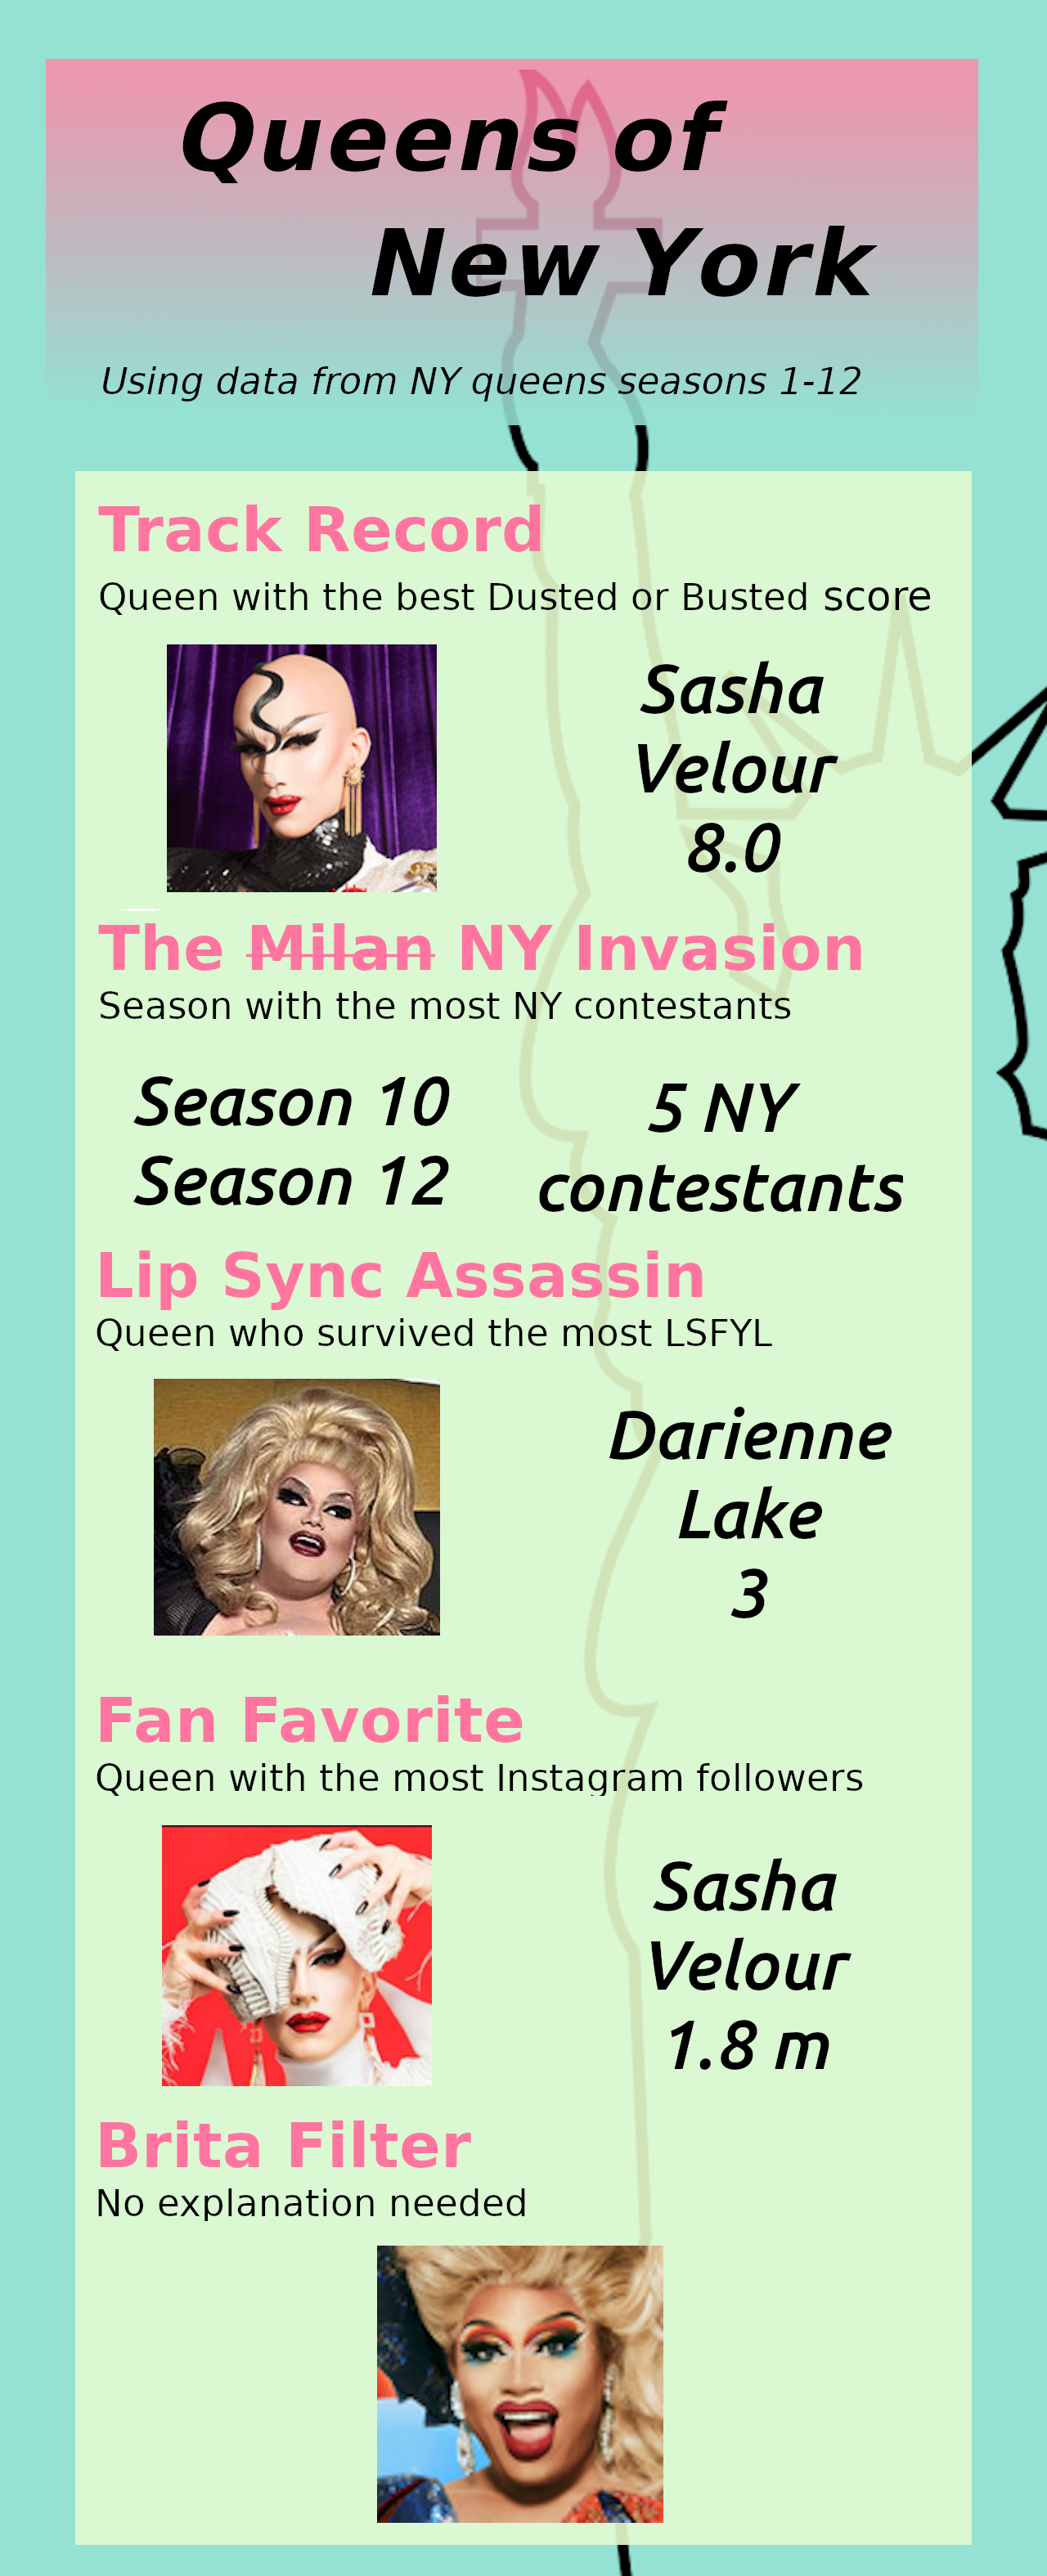 Queens of
New York
Using data from NY queens seasons 1-12
Track Record
Queen with the best Dusted or Busted score
Sasha
Velour
8.0
The Milan NY Invasion
Season with the most NY contestants
Season 10
Season 12
5 NY
contestants
Lip Sync Assassin
Queen who survived the most LSFYL
Darienne
Lake
3
Fan Favorite
Queen with the most Instagram followers
Sasha
Velour
1.8 m
Brita Filter
No explanation needed